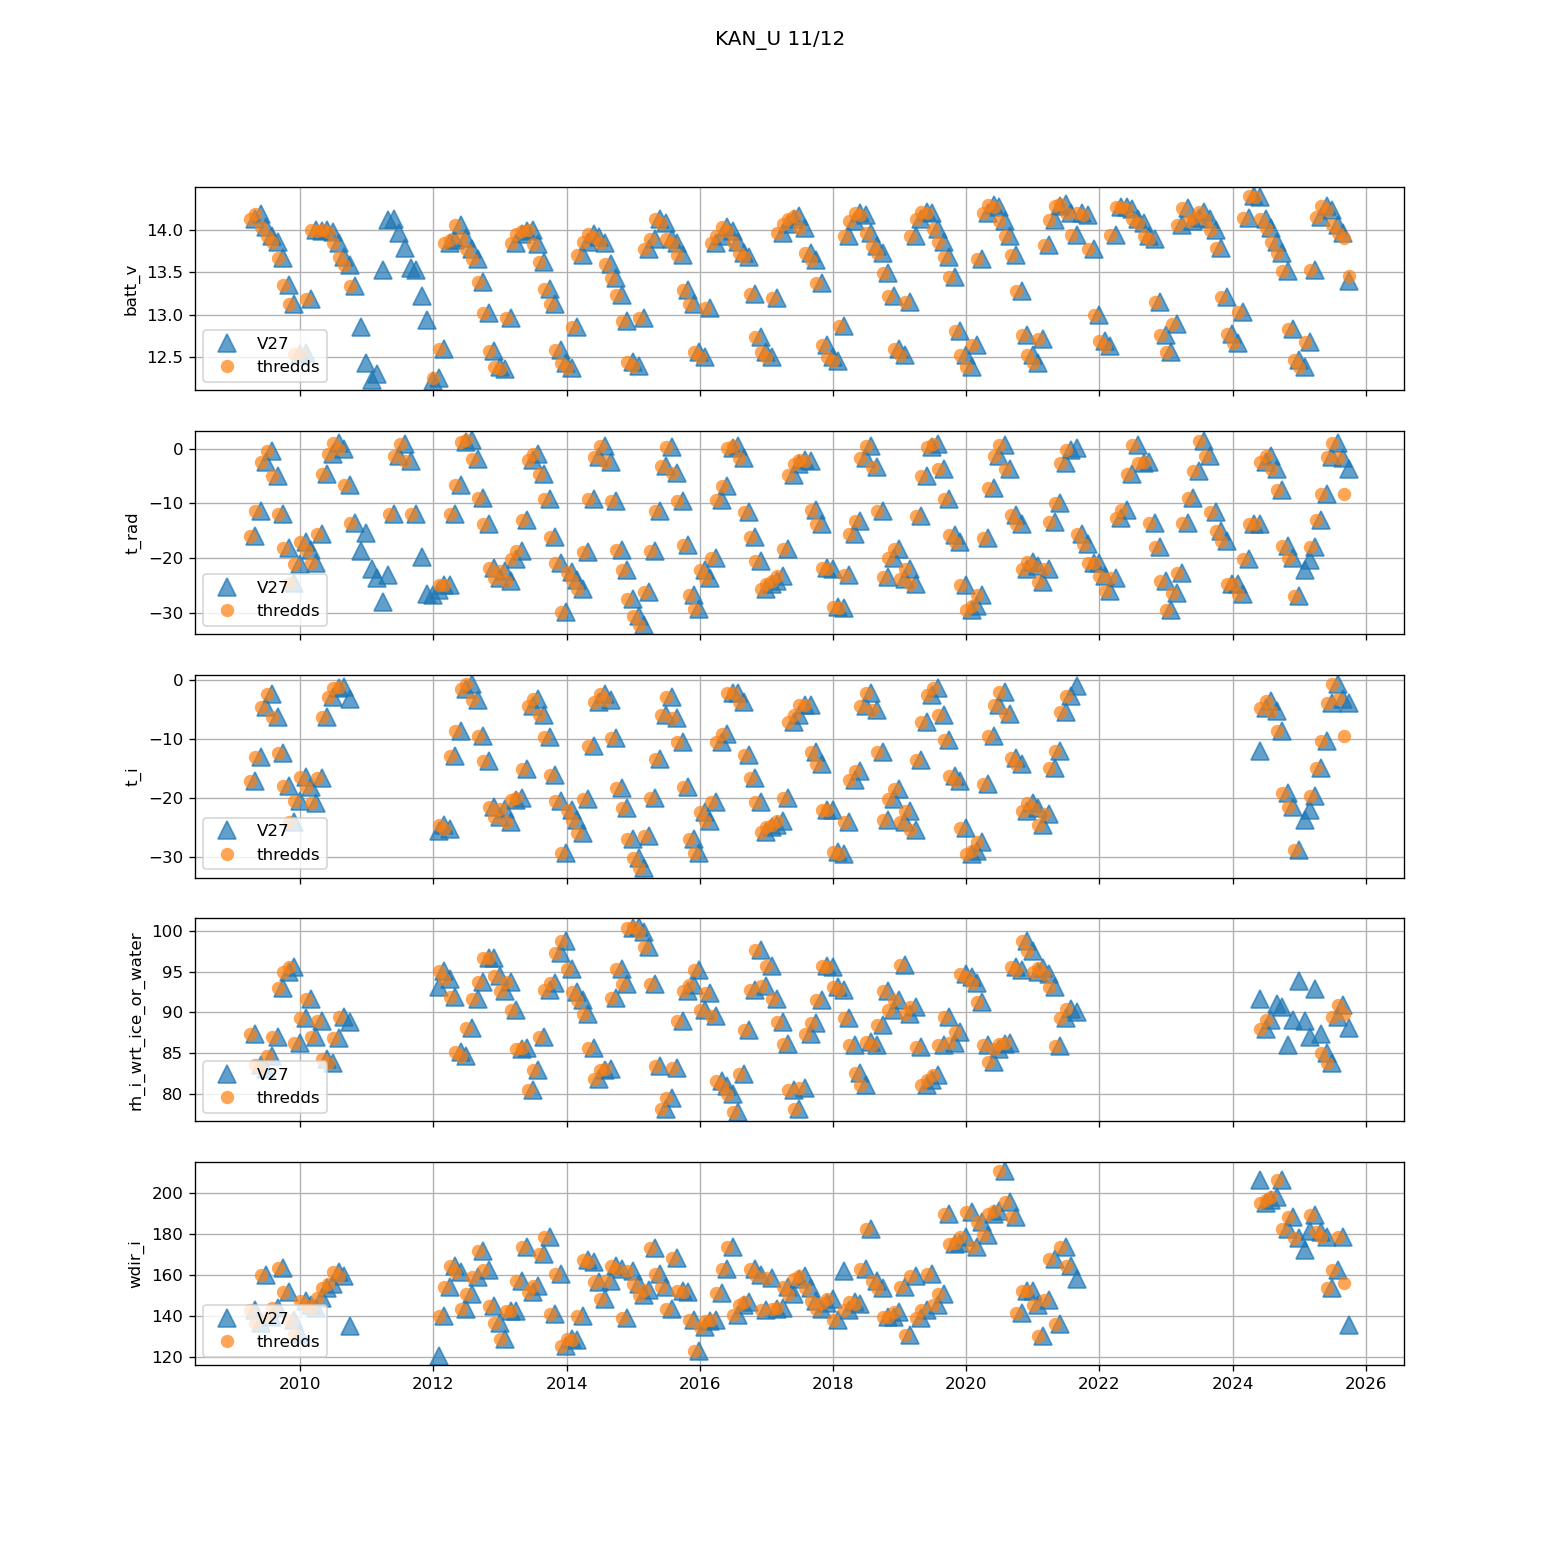 KAN_U 11/12
batt_v
14.0
13.5
13.0
12.5
V27
thredds
t_rad
0
−10
−20
−30
V27
thredds
t_i
0
−10
−20
−30
V27
thredds
rh_i_wrt_ice_or_water
100
95
90
85
80
V27
thredds
wdir_i
200
180
160
140
120
V27
thredds
2010 2012 2014 2016 2018 2020 2022 2024 2026